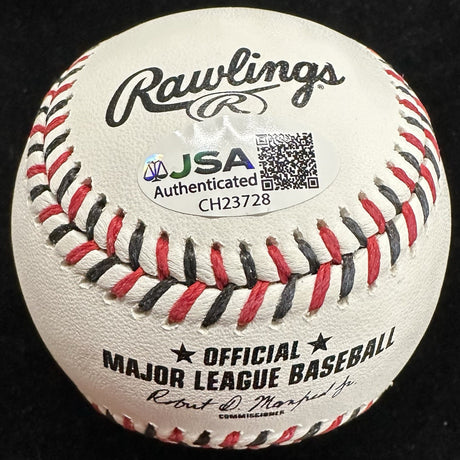 Rawlings
R
JSA
Authenticated
CH23728
★ OFFICIAL ★
MAJOR LEAGUE BASEBALL
Robert D. Manfred Jr.
COMMISSIONER